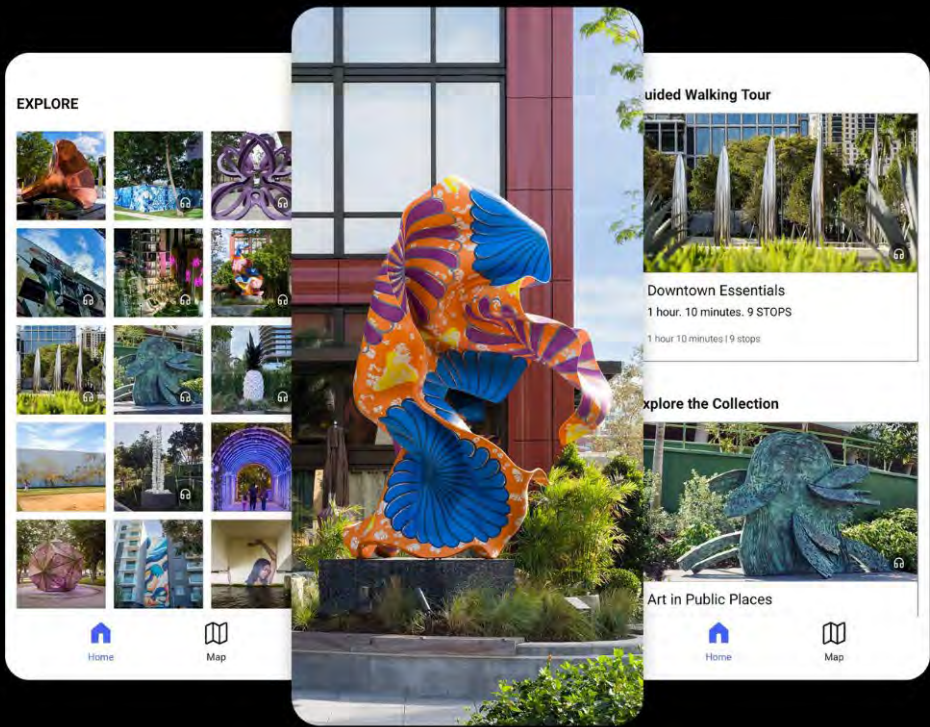 EXPLORE
Home
Map
uided Walking Tour
Downtown Essentials
1 hour. 10 minutes. 9 STOPS
1 hour 10 minutes | 9 stops
xplore the Collection
Art in Public Places
Home
Map